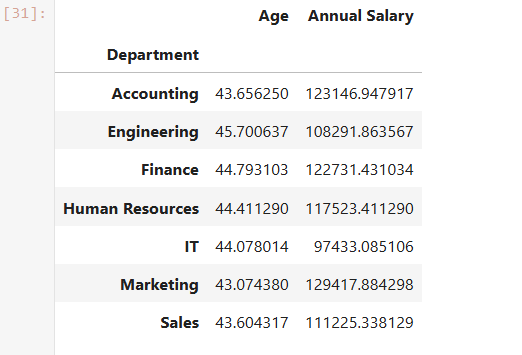 [31]:
Age Annual Salary
Department
Accounting 43.656250 123146.947917
Engineering 45.700637 108291.863567
Finance 44.793103 122731.431034
Human Resources 44.411290 117523.411290
IT 44.078014 97433.085106
Marketing 43.074380 129417.884298
Sales 43.604317 111225.338129